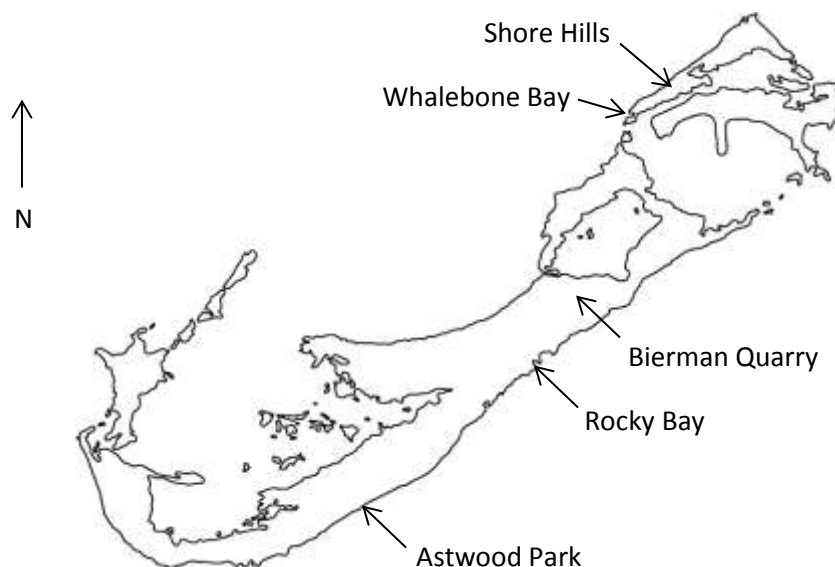 Shore Hills
Whalebone Bay
N
Bierman Quarry
Rocky Bay
Astwood Park